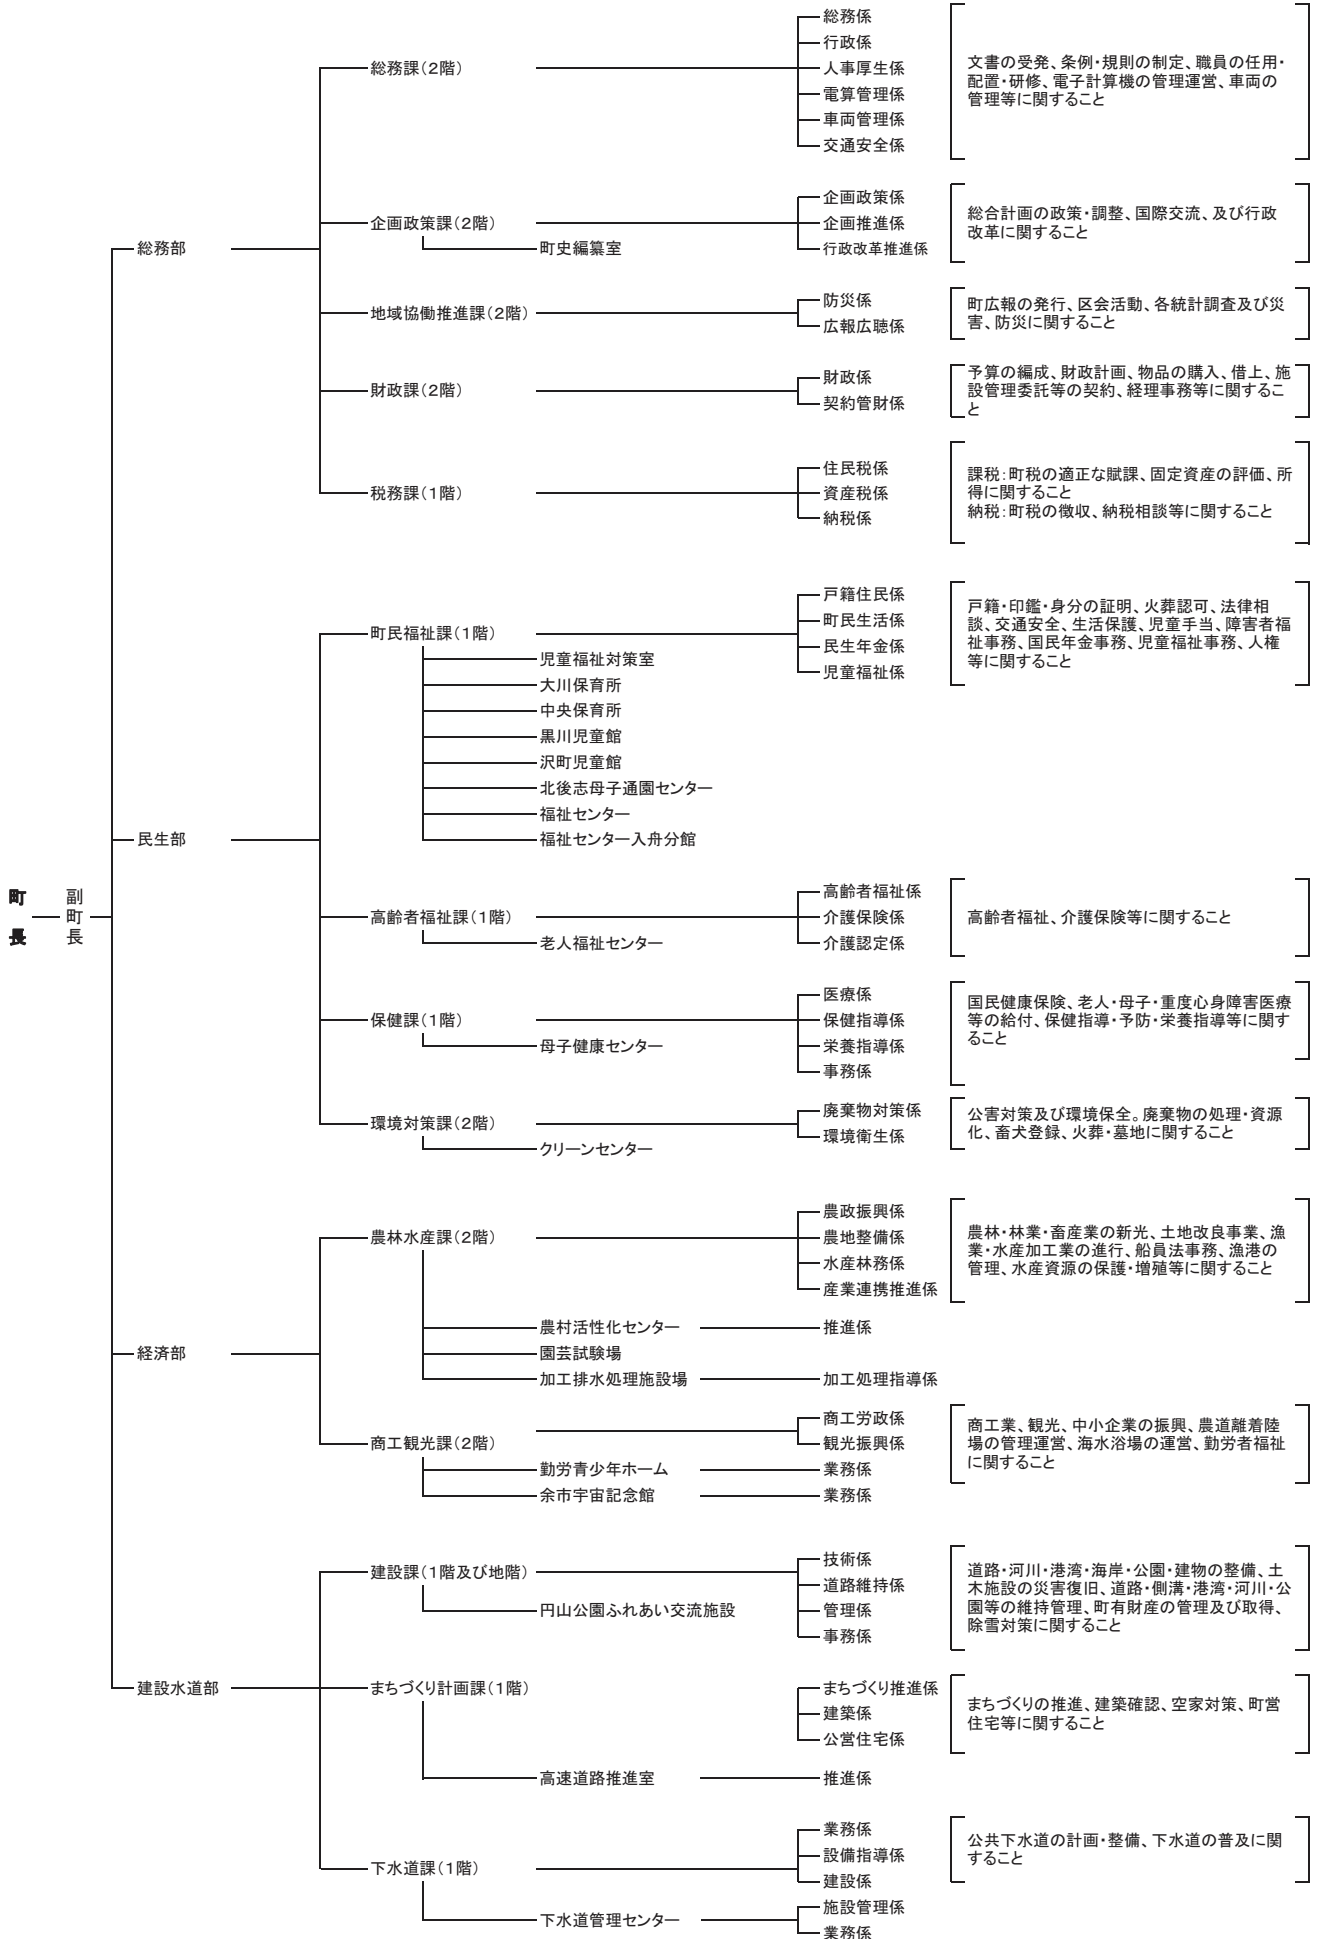 町長
副町長
総務部
総務課(2階)
総務係
行政係
人事厚生係
電算管理係
車両管理係
交通安全係
文書の受発、条例・規則の制定、職員の任用・
配置・研修、電子計算機の管理運営、車両の
管理等に関すること
企画政策課(2階)
町史編纂室
企画政策係
企画推進係
行政改革推進係
総合計画の政策・調整、国際交流、及び行政
改革に関すること
地域協働推進課(2階)
防災係
広報広聴係
町広報の発行、区会活動、各統計調査及び災
害、防災に関すること
財政課(2階)
財政係
契約管財係
予算の編成、財政計画、物品の購入、借上、施
設管理委託等の契約、経理事務等に関するこ
と
税務課(1階)
住民税係
資産税係
納税係
課税:町税の適正な賦課、固定資産の評価、所
得に関すること
納税:町税の徴収、納税相談等に関すること
民生部
町民福祉課(1階)
戸籍住民係
町民生活係
民生年金係
児童福祉係
戸籍・印鑑・身分の証明、火葬認可、法律相
談、交通安全、生活保護、児童手当、障害者福
祉事務、国民年金事務、児童福祉事務、人権
等に関すること
児童福祉対策室
大川保育所
中央保育所
黒川児童館
沢町児童館
北後志母子通園センター
福祉センター
福祉センター入舟分館
高齢者福祉課(1階)
老人福祉センター
高齢者福祉係
介護保険係
介護認定係
高齢者福祉、介護保険等に関すること
保健課(1階)
母子健康センター
医療係
保健指導係
栄養指導係
事務係
国民健康保険、老人・母子・重度心身障害医療
等の給付、保健指導・予防・栄養指導等に関す
ること
環境対策課(2階)
クリーンセンター
廃棄物対策係
環境衛生係
公害対策及び環境保全。廃棄物の処理・資源
化、畜犬登録、火葬・墓地に関すること
経済部
農林水産課(2階)
農政振興係
農地整備係
水産林務係
産業連携推進係
農林・林業・畜産業の新光、土地改良事業、漁
業・水産加工業の進行、船員法事務、漁港の
管理、水産資源の保護・増殖等に関すること
農村活性化センター
推進係
園芸試験場
加工排水処理施設場
加工処理指導係
商工観光課(2階)
商工労政係
観光振興係
商工業、観光、中小企業の振興、農道離着陸
場の管理運営、海水浴場の運営、勤労者福祉
に関すること
勤労青少年ホーム
業務係
余市宇宙記念館
業務係
建設水道部
建設課(1階及び地階)
円山公園ふれあい交流施設
技術係
道路維持係
管理係
事務係
道路・河川・港湾・海岸・公園・建物の整備、土
木施設の災害復旧、道路・側溝・港湾・河川・公
園等の維持管理、町有財産の管理及び取得、
除雪対策に関すること
まちづくり計画課(1階)
まちづくり推進係
建築係
公営住宅係
まちづくりの推進、建築確認、空家対策、町営
住宅等に関すること
高速道路推進室
推進係
下水道課(1階)
業務係
設備指導係
建設係
公共下水道の計画・整備、下水道の普及に関
すること
下水道管理センター
施設管理係
業務係